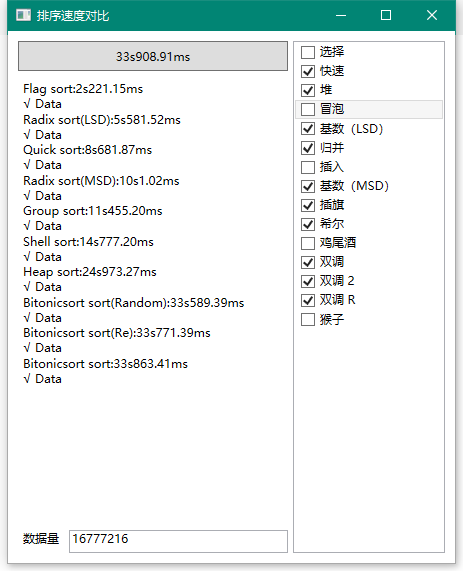 排序速度对比
33s908.91ms
Flag sort:2s221.15ms
√ Data
Radix sort(LSD):5s581.52ms
√ Data
Quick sort:8s681.87ms
√ Data
Radix sort(MSD):10s1.02ms
√ Data
Group sort:11s455.20ms
√ Data
Shell sort:14s777.20ms
√ Data
Heap sort:24s973.27ms
√ Data
Bitonicsort sort(Random):33s589.39ms
√ Data
Bitonicsort sort(Re):33s771.39ms
√ Data
Bitonicsort sort:33s863.41ms
√ Data
数据量 16777216
选择
快速
堆
冒泡
基数（LSD）
归并
插入
基数（MSD）
插旗
希尔
鸡尾酒
双调
双调 2
双调 R
猴子